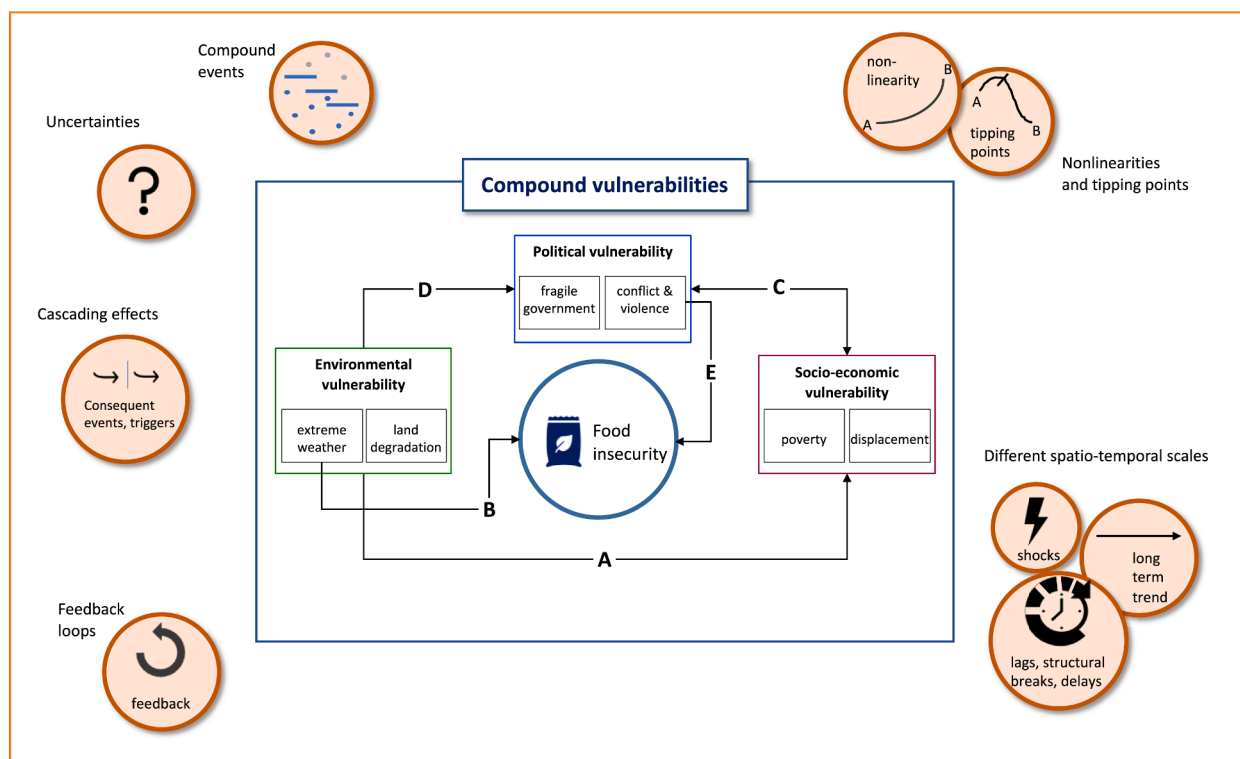 Compound
events
Uncertainties
?
Cascading effects
Consequent
events, triggers
Feedback
loops
feedback
non-
linearity
A
B
A
B
tipping
points
Nonlinearities
and tipping points
Compound vulnerabilities
Political vulnerability
fragile
government
conflict &
violence
D
C
Environmental
vulnerability
extreme
weather
land
degradation
E
Food
insecurity
Socio-economic
vulnerability
poverty
displacement
B
A
Different spatio-temporal scales
shocks
long
term
trend
lags, structural
breaks, delays